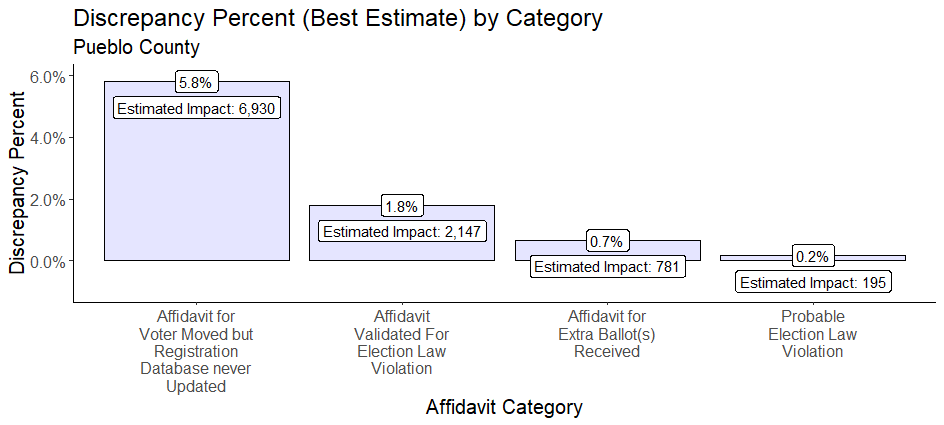 Discrepancy Percent (Best Estimate) by Category
Pueblo County
Discrepancy Percent
6.0%
4.0%
2.0%
0.0%
5.8%
Estimated Impact: 6,930
1.8%
Estimated Impact: 2,147
0.7%
Estimated Impact: 781
0.2%
Estimated Impact: 195
Affidavit for
Voter Moved but
Registration
Database never
Updated
Affidavit
Validated For
Election Law
Violation
Affidavit for
Extra Ballot(s)
Received
Probable
Election Law
Violation
Affidavit Category